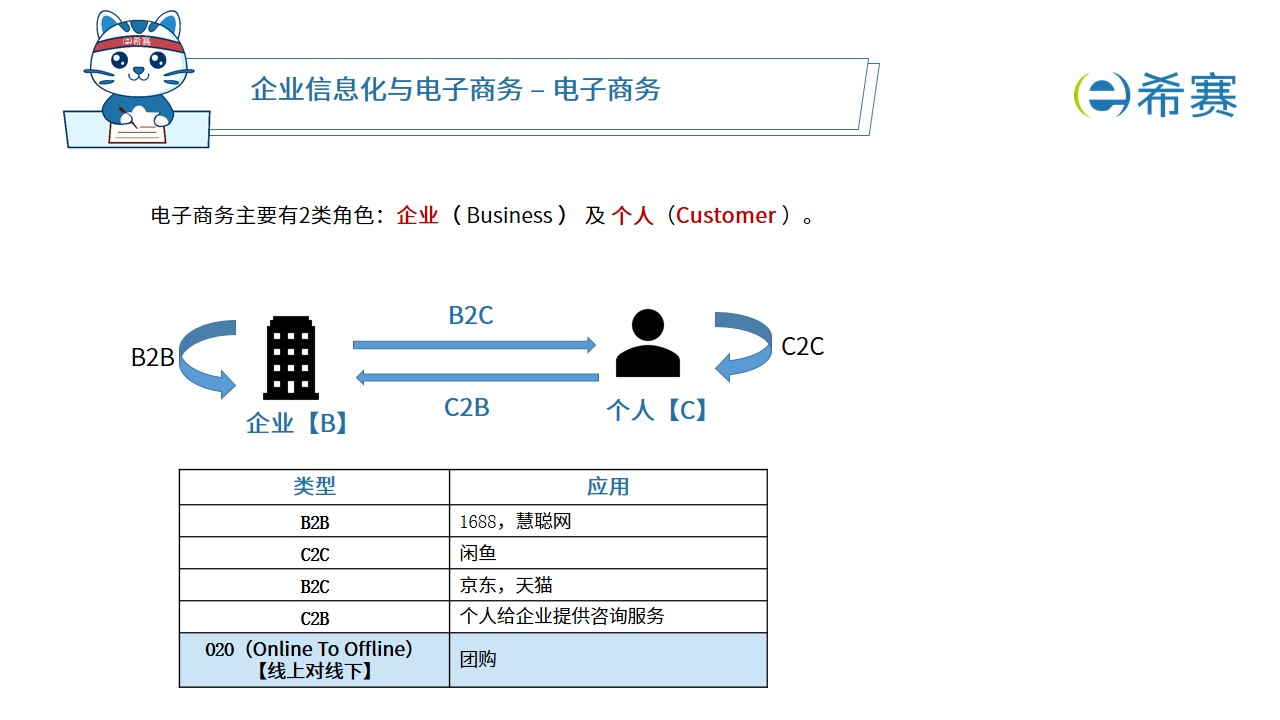 希赛
企业信息化与电子商务 – 电子商务
希赛
电子商务主要有2类角色：企业（ Business ） 及 个人（Customer ）。
B2C
B2B
C2C
C2B
企业【B】
个人【C】
类型 应用
B2B 1688，慧聪网
C2C 闲鱼
B2C 京东，天猫
C2B 个人给企业提供咨询服务
O2O（Online To Offline）
【线上对线下】
团购